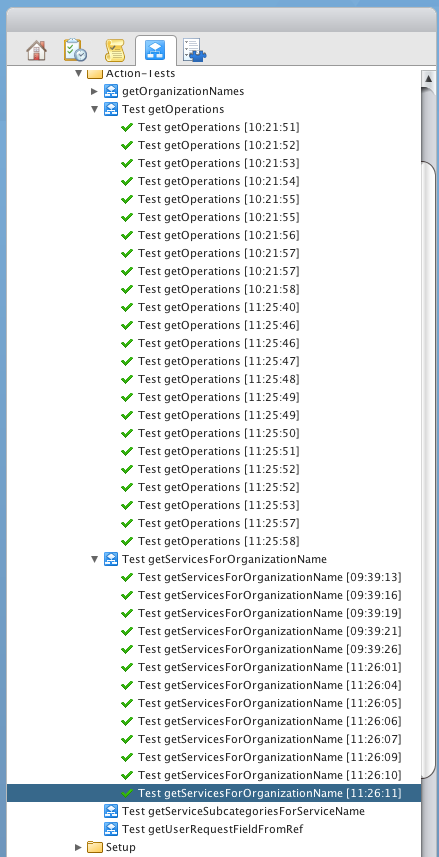 Action-Tests
getOrganizationNames
Test getOperations
Test getOperations [10:21:51]
Test getOperations [10:21:52]
Test getOperations [10:21:53]
Test getOperations [10:21:54]
Test getOperations [10:21:55]
Test getOperations [10:21:55]
Test getOperations [10:21:56]
Test getOperations [10:21:57]
Test getOperations [10:21:57]
Test getOperations [10:21:58]
Test getOperations [11:25:40]
Test getOperations [11:25:46]
Test getOperations [11:25:46]
Test getOperations [11:25:47]
Test getOperations [11:25:48]
Test getOperations [11:25:49]
Test getOperations [11:25:49]
Test getOperations [11:25:50]
Test getOperations [11:25:51]
Test getOperations [11:25:52]
Test getOperations [11:25:52]
Test getOperations [11:25:53]
Test getOperations [11:25:57]
Test getOperations [11:25:58]
Test getServicesForOrganizationName
Test getServicesForOrganizationName [09:39:13]
Test getServicesForOrganizationName [09:39:16]
Test getServicesForOrganizationName [09:39:19]
Test getServicesForOrganizationName [09:39:21]
Test getServicesForOrganizationName [09:39:26]
Test getServicesForOrganizationName [11:26:01]
Test getServicesForOrganizationName [11:26:04]
Test getServicesForOrganizationName [11:26:05]
Test getServicesForOrganizationName [11:26:06]
Test getServicesForOrganizationName [11:26:07]
Test getServicesForOrganizationName [11:26:09]
Test getServicesForOrganizationName [11:26:10]
Test getServicesForOrganizationName [11:26:11]
Test getServiceSubcategoriesForServiceName
Test getUserRequestFieldFromRef
Setup